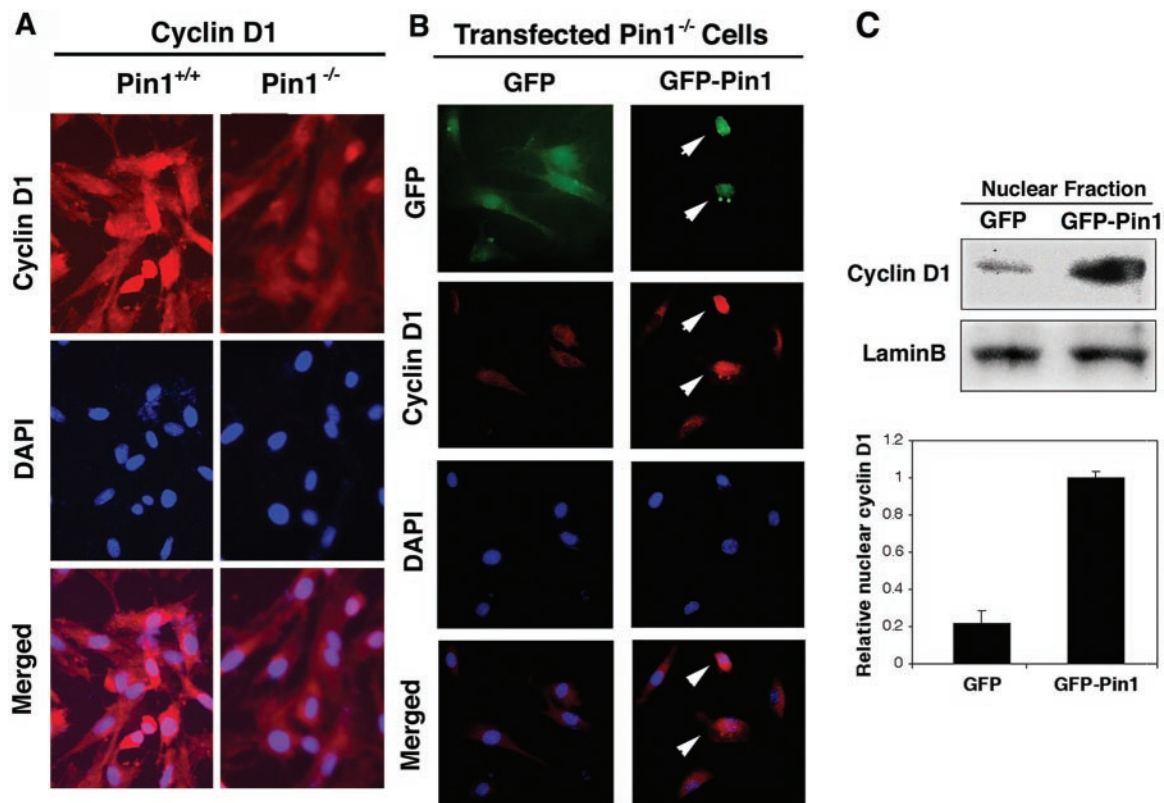 A
Cyclin D1
Pin1+/+ Pin1-/-
Cyclin D1
DAPI
Merged
B
Transfected Pin1-/- Cells
GFP GFP-Pin1
GFP
Cyclin D1
DAPI
Merged
C
Nuclear Fraction
GFP GFP-Pin1
Cyclin D1
LaminB
Relative nuclear cyclin D1
1.2
1
0.8
0.6
0.4
0.2
0
GFP GFP-Pin1